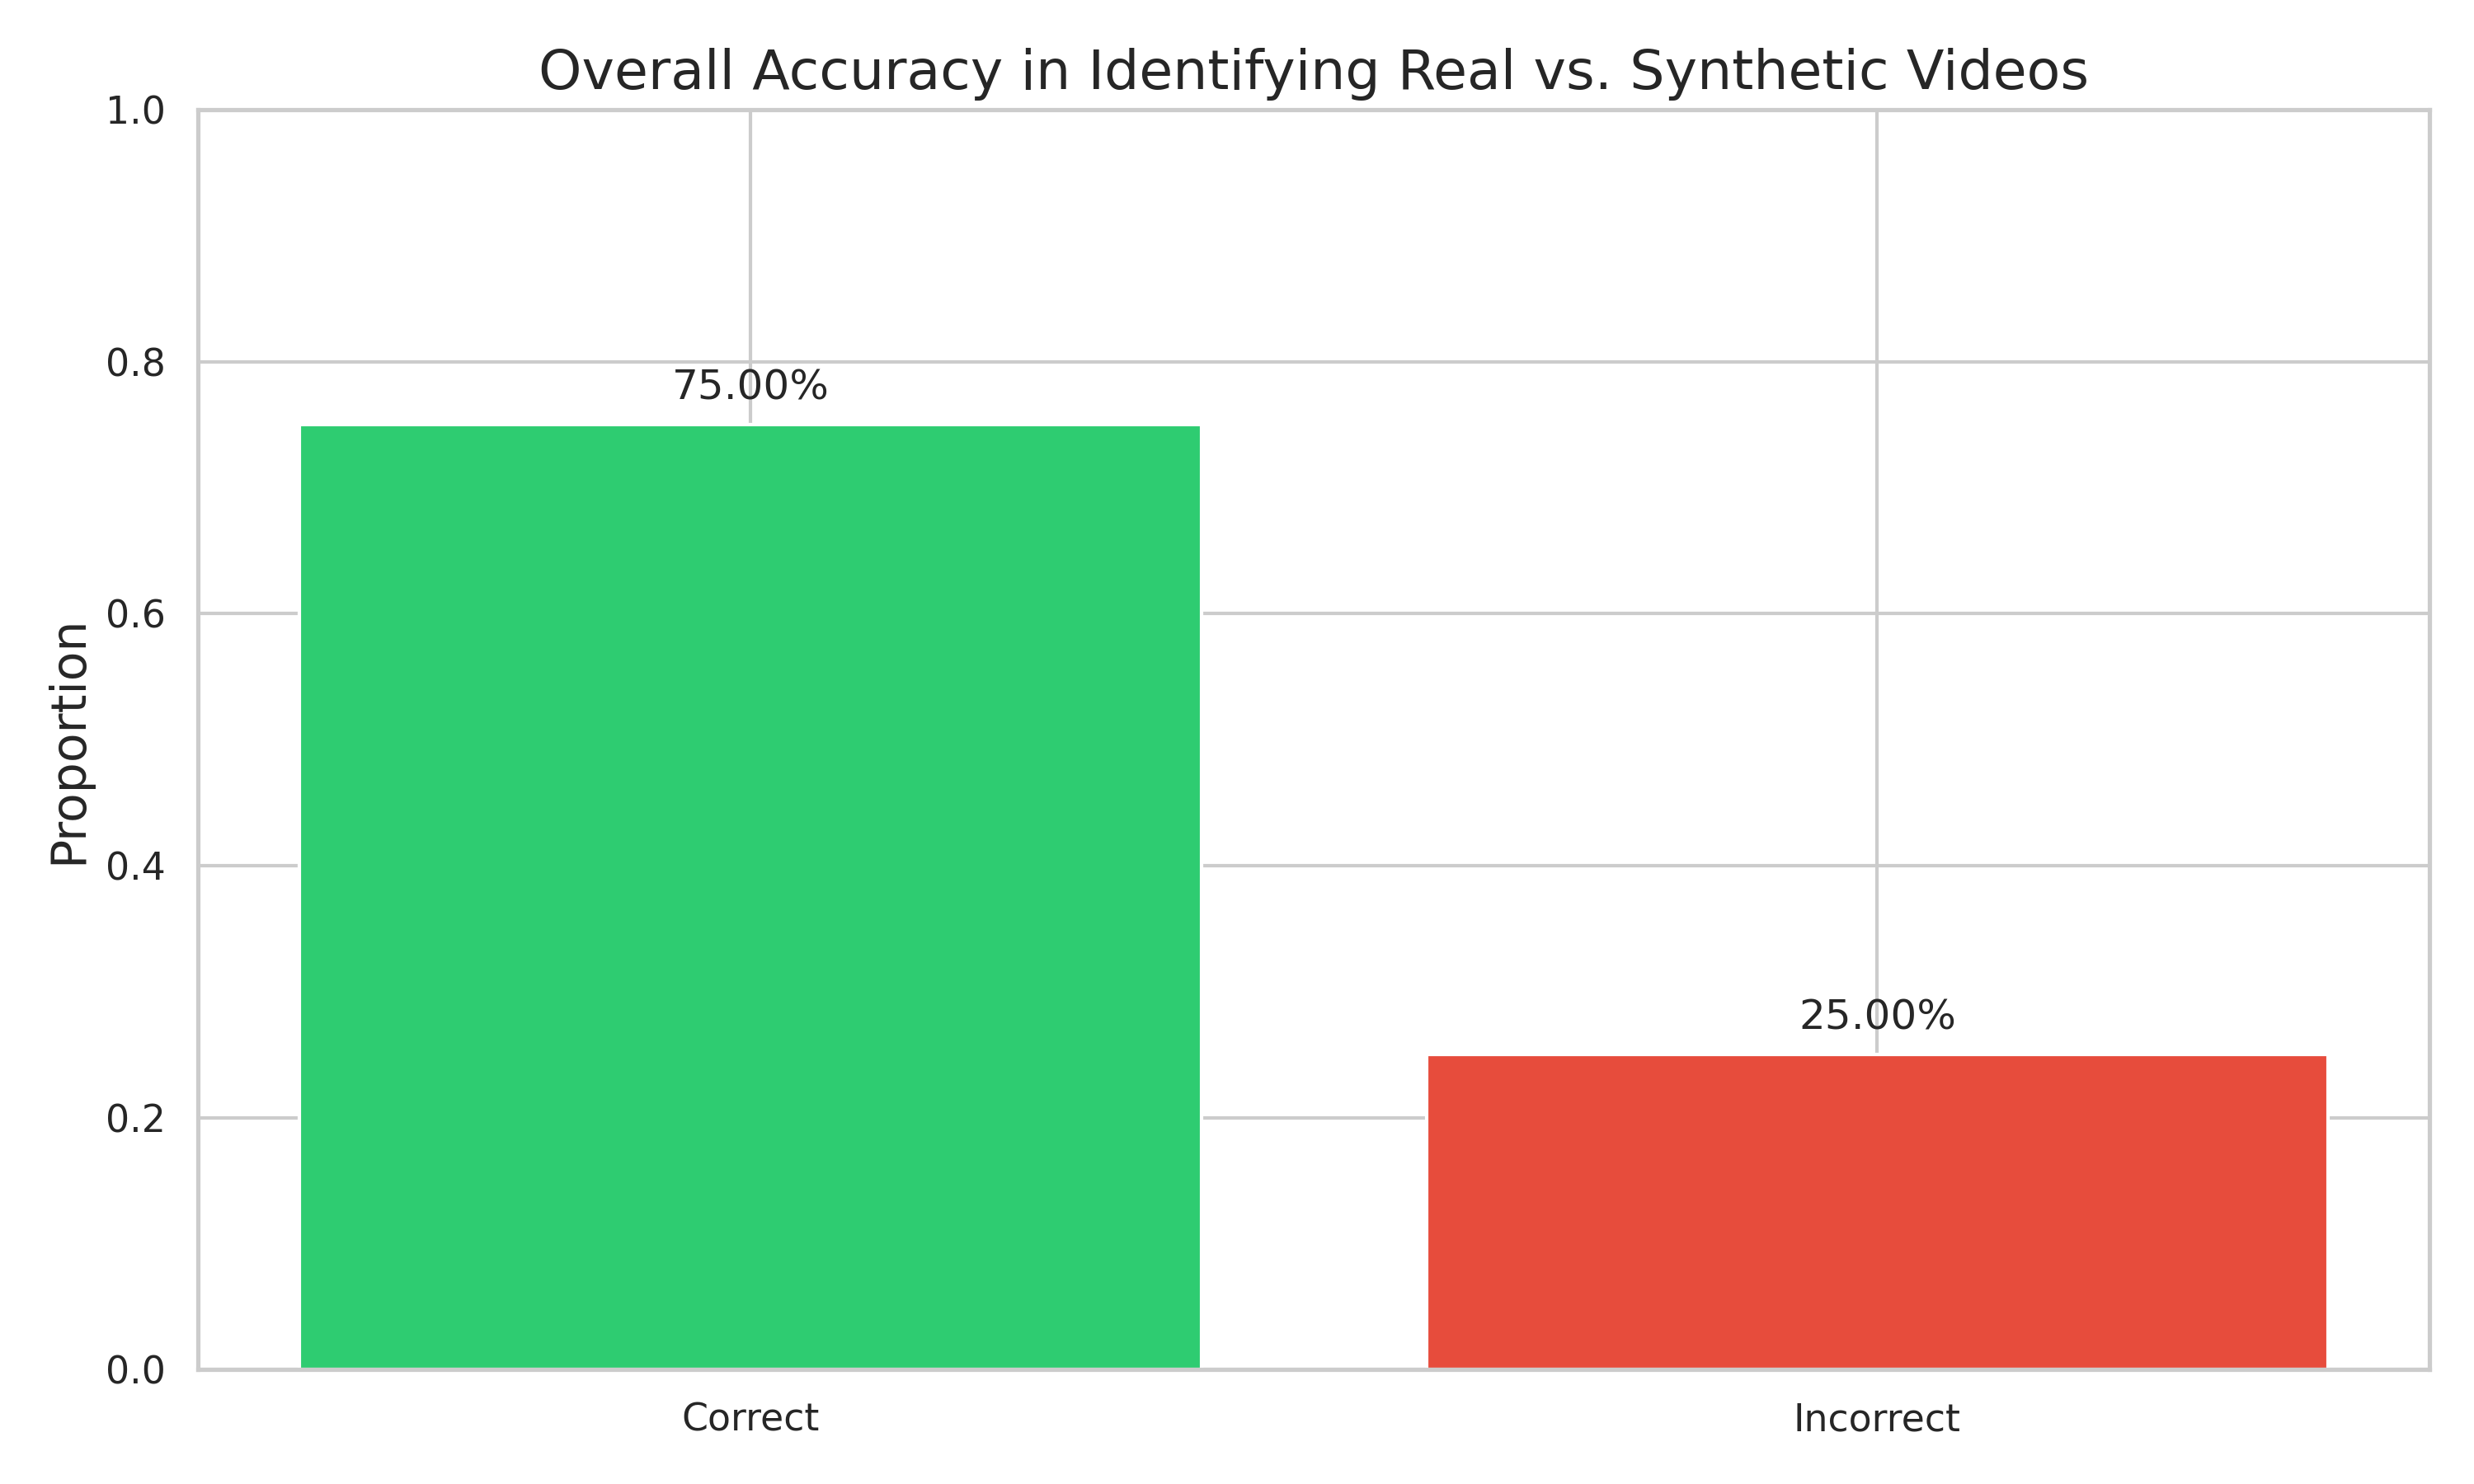 Overall Accuracy in Identifying Real vs. Synthetic Videos
1.0
0.8
0.6
0.4
0.2
0.0
Proportion
75.00%
25.00%
Correct
Incorrect